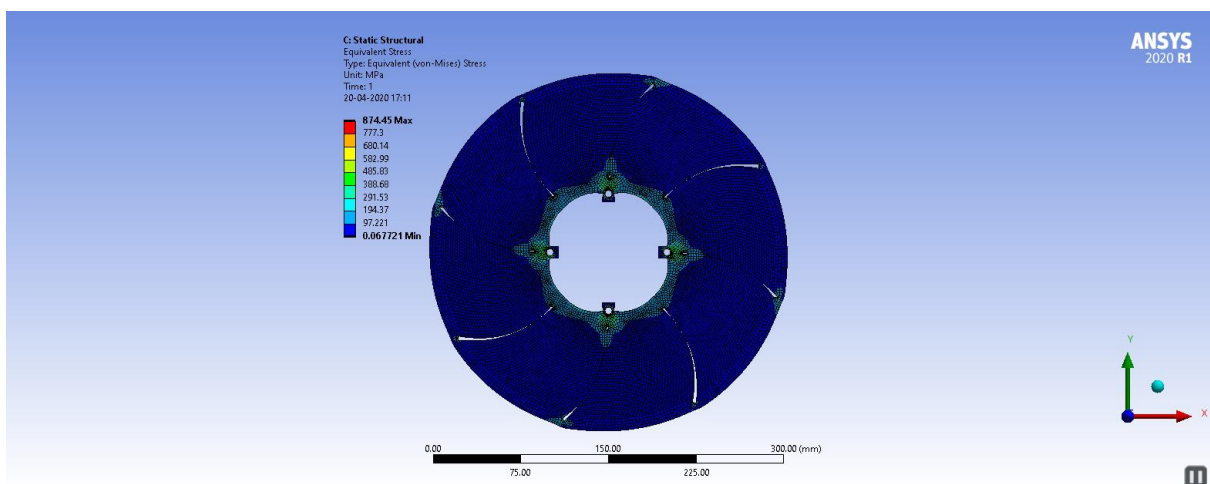 C: Static Structural
Equivalent Stress
Type: Equivalent (von-Mises) Stress
Unit: MPa
Time: 1
20-04-2020 17:11
874.45 Max
777.3
680.14
582.99
485.83
388.68
291.53
194.37
97.221
0.067721 Min
ANSYS
2020 R1
Y
X
0.00 150.00 300.00 (mm)
75.00 225.00